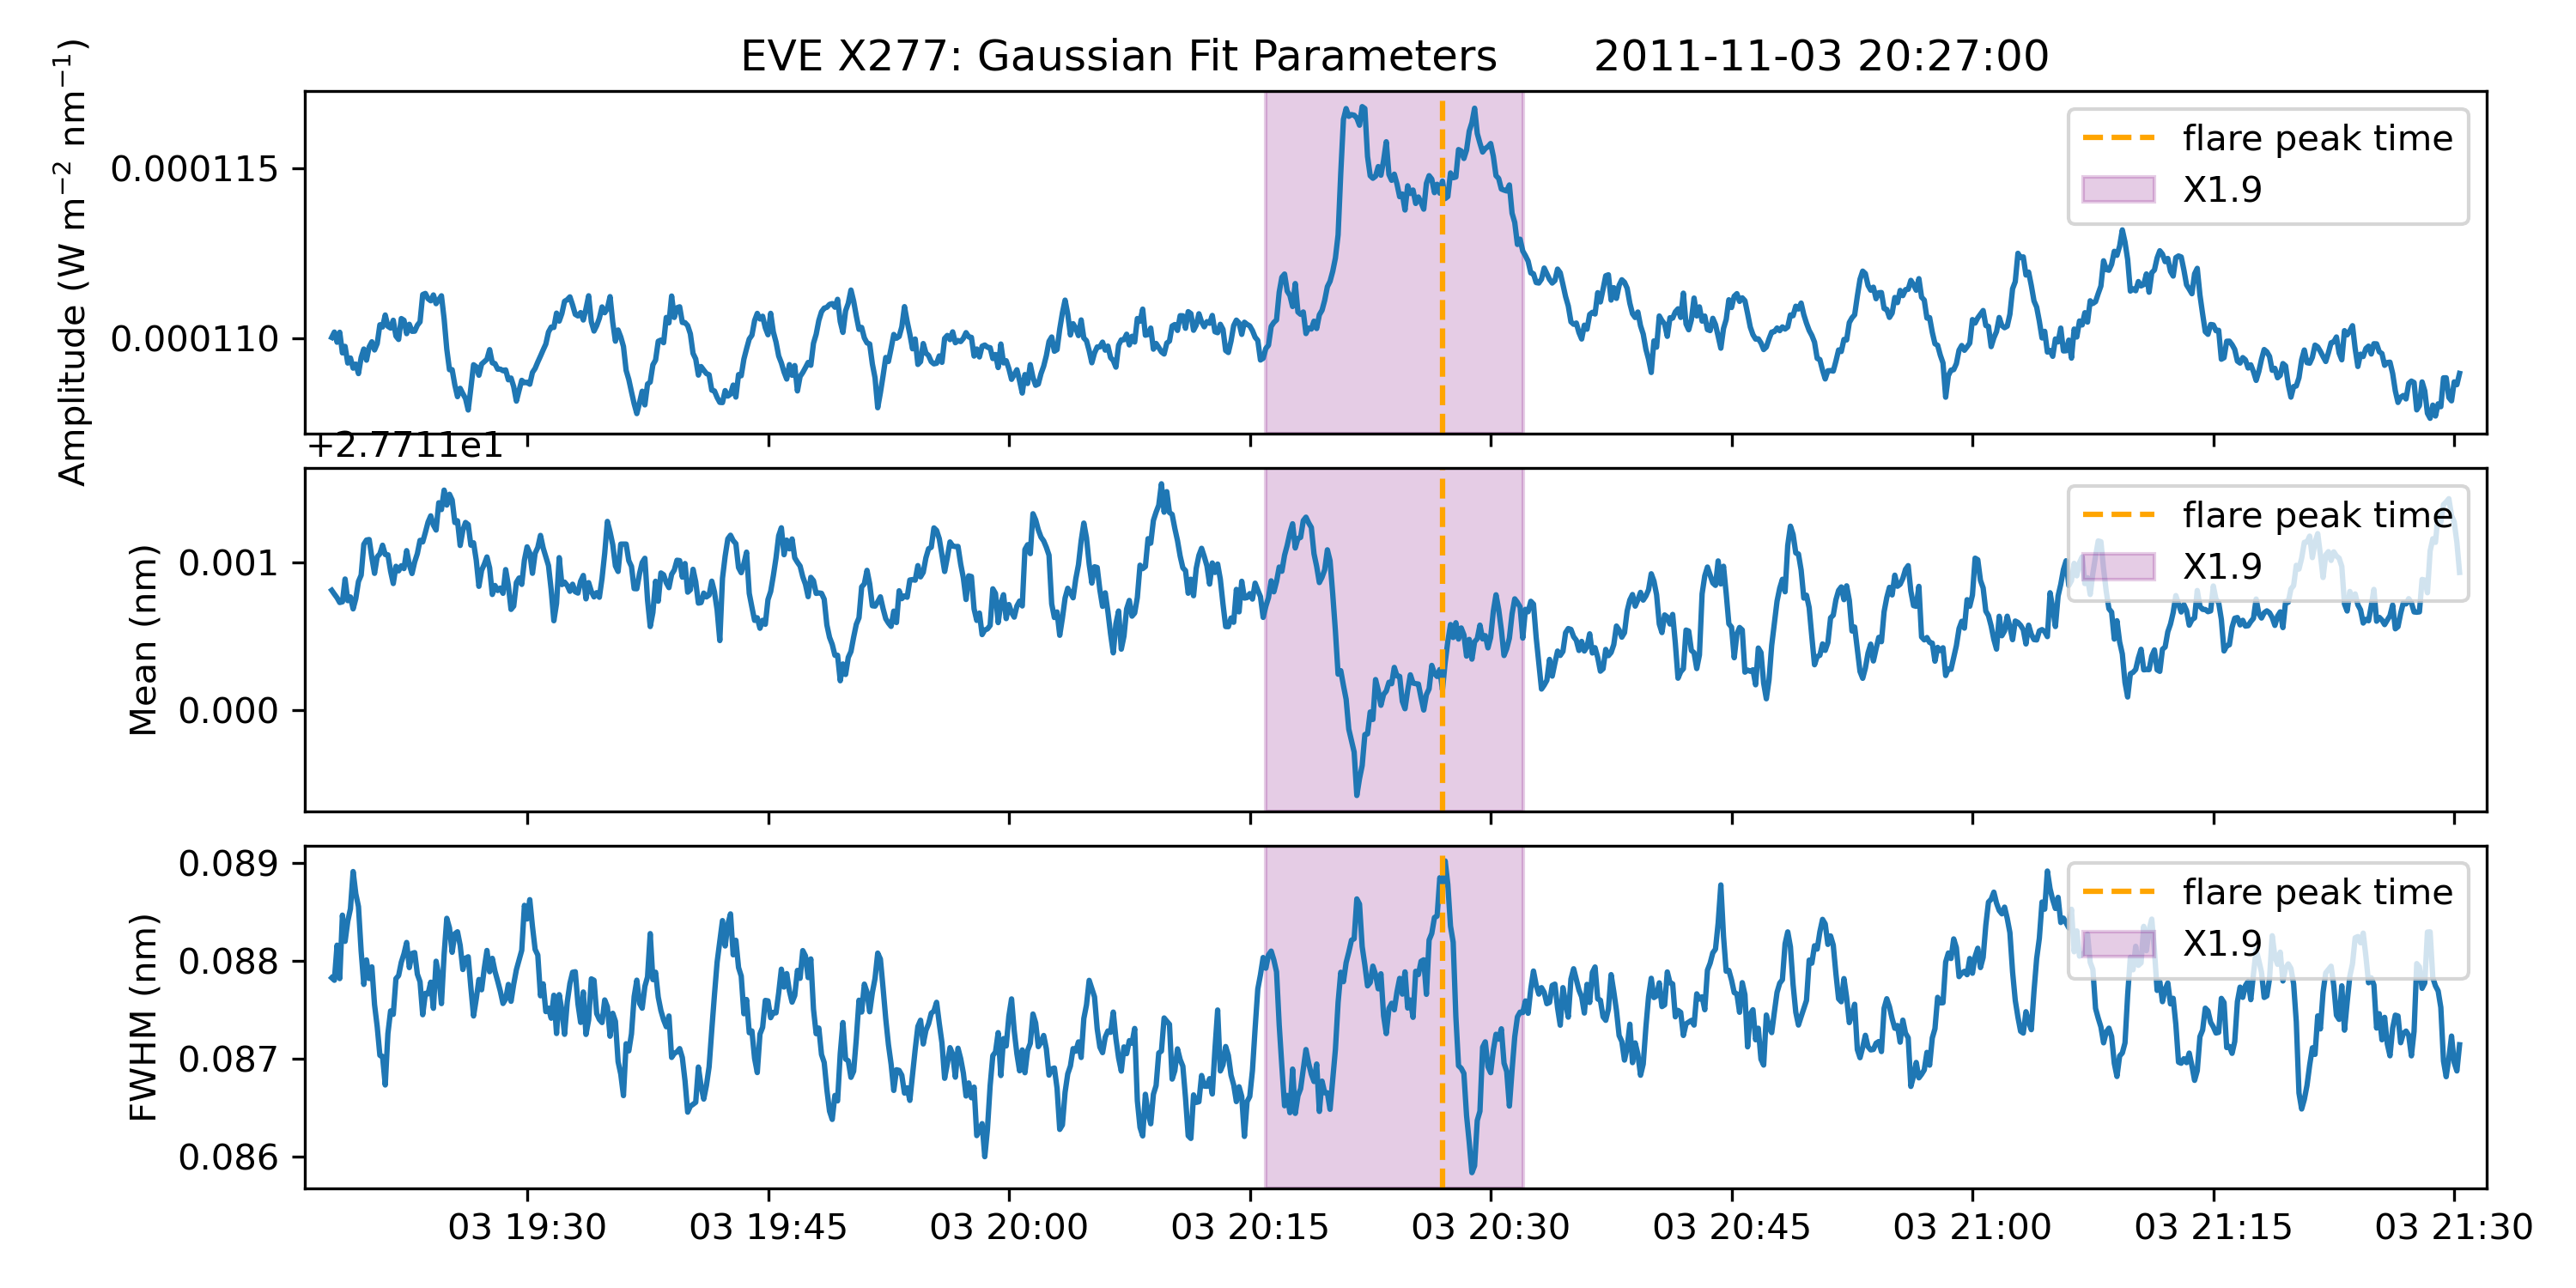 EVE X277: Gaussian Fit Parameters 2011-11-03 20:27:00
Amplitude (W m⁻² nm⁻¹)
0.000115
0.000110
flare peak time
X1.9
+2.7711e1
Mean (nm)
0.001
0.000
flare peak time
X1.9
FWHM (nm)
0.089
0.088
0.087
0.086
flare peak time
X1.9
03 19:30 03 19:45 03 20:00 03 20:15 03 20:30 03 20:45 03 21:00 03 21:15 03 21:30